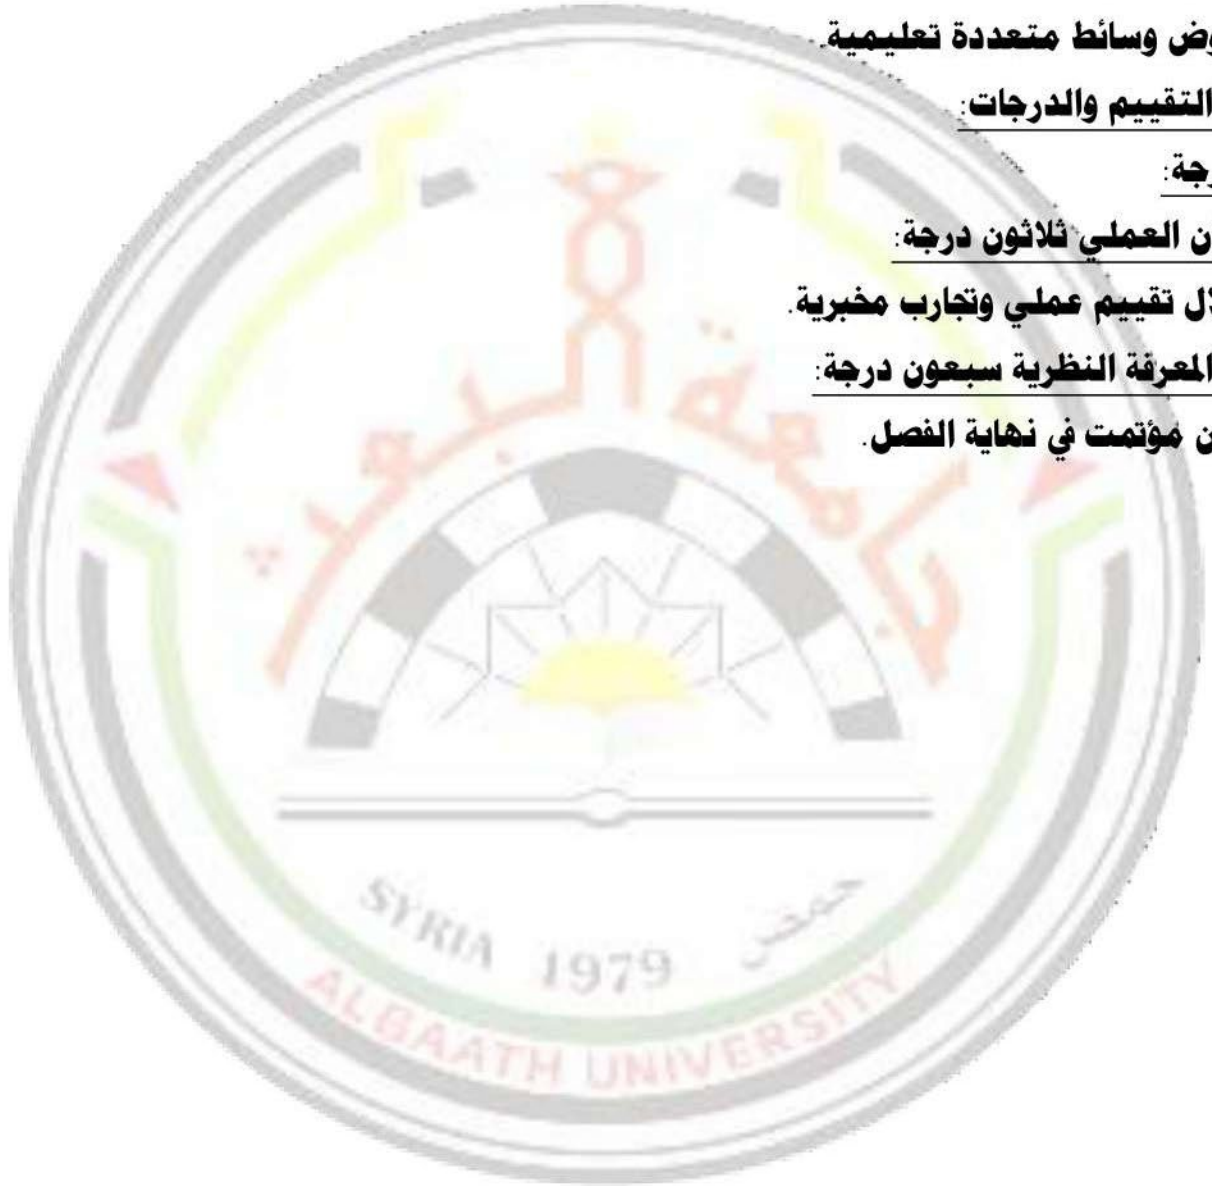 وض وسائط متعددة تعليمية.
التقييم والدرجات:
رجة:
ن العملي ثلاثون درجة:
لال تقييم عملي وتجارب مخبرية.
المعرفة النظرية سبعون درجة:
ن مؤتمت في نهاية الفصل.
جامعة البعث
SYRIA 1979 حمص
ALBAATH UNIVERSITY